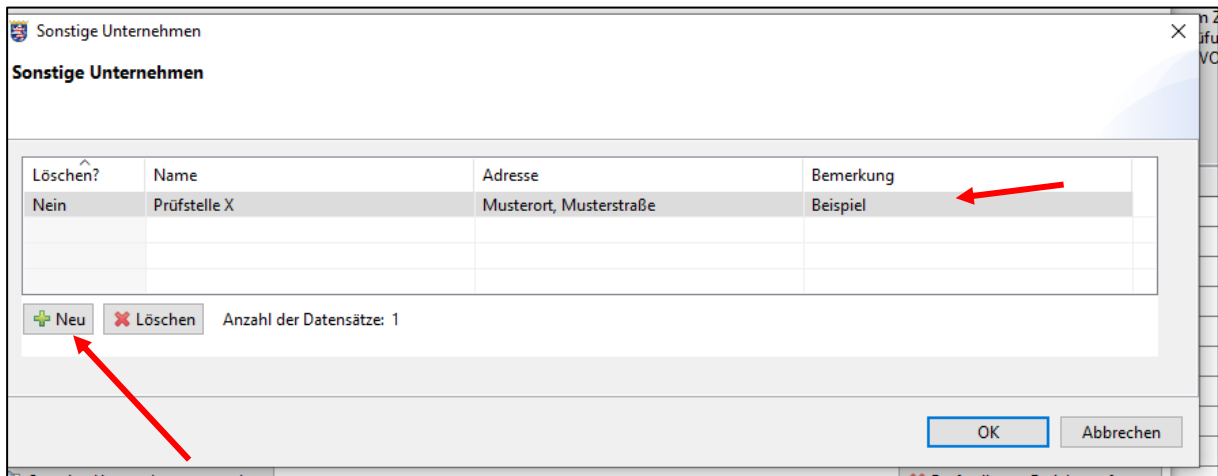 Sonstige Unternehmen
Sonstige Unternehmen
Löschen? Name Adresse Bemerkung
Nein Prüfstelle X Musterort, Musterstraße Beispiel
Neu Löschen Anzahl der Datensätze: 1
OK Abbrechen